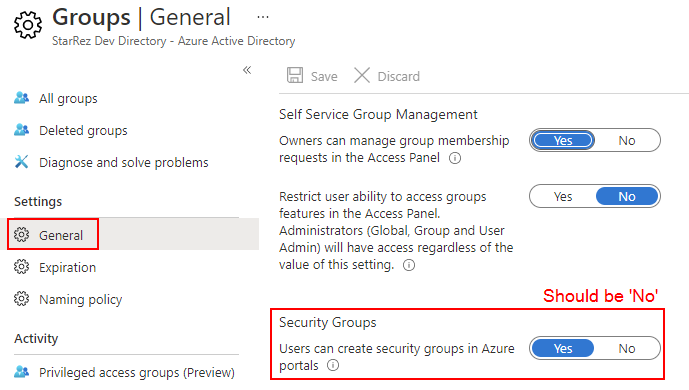 Groups | General ...
StarRez Dev Directory - Azure Active Directory
«
All groups
Deleted groups
Diagnose and solve problems
Settings
General
Expiration
Naming policy
Activity
Privileged access groups (Preview)
Save Discard
Self Service Group Management
Owners can manage group membership
requests in the Access Panel
Yes No
Restrict user ability to access groups
features in the Access Panel.
Administrators (Global, Group and User
Admin) will have access regardless of the
value of this setting.
Yes No
Should be 'No'
Security Groups
Users can create security groups in Azure
portals
Yes No